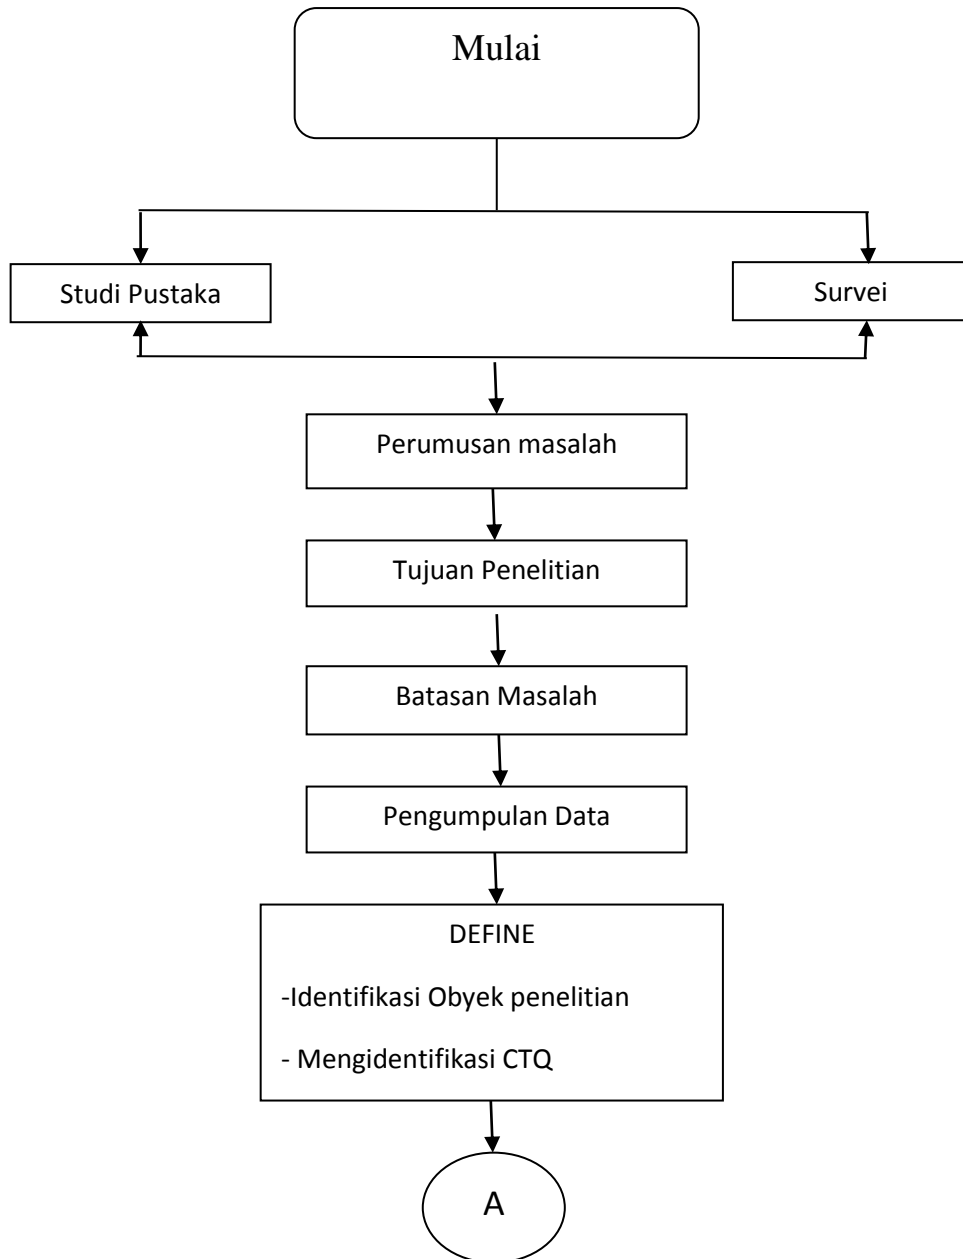 Mulai
Studi Pustaka
Survei
Perumusan masalah
Tujuan Penelitian
Batasan Masalah
Pengumpulan Data
DEFINE
-Identifikasi Obyek penelitian
- Mengidentifikasi CTQ
A